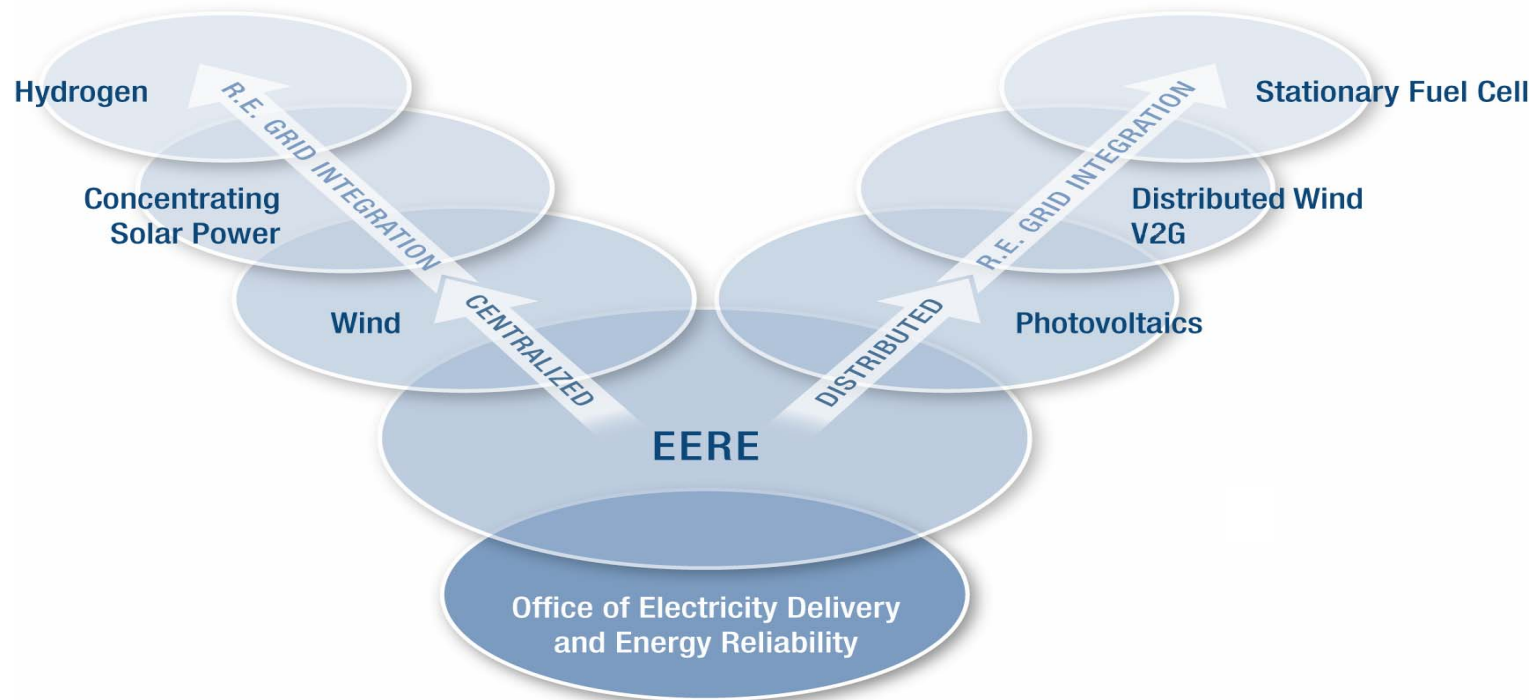 Hydrogen
R.E. GRID INTEGRATION
Stationary Fuel Cell
R.E. GRID INTEGRATION
Concentrating
Solar Power
Distributed Wind
V2G
Wind
CENTRALIZED
DISTRIBUTED
Photovoltaics
EERE
Office of Electricity Delivery
and Energy Reliability